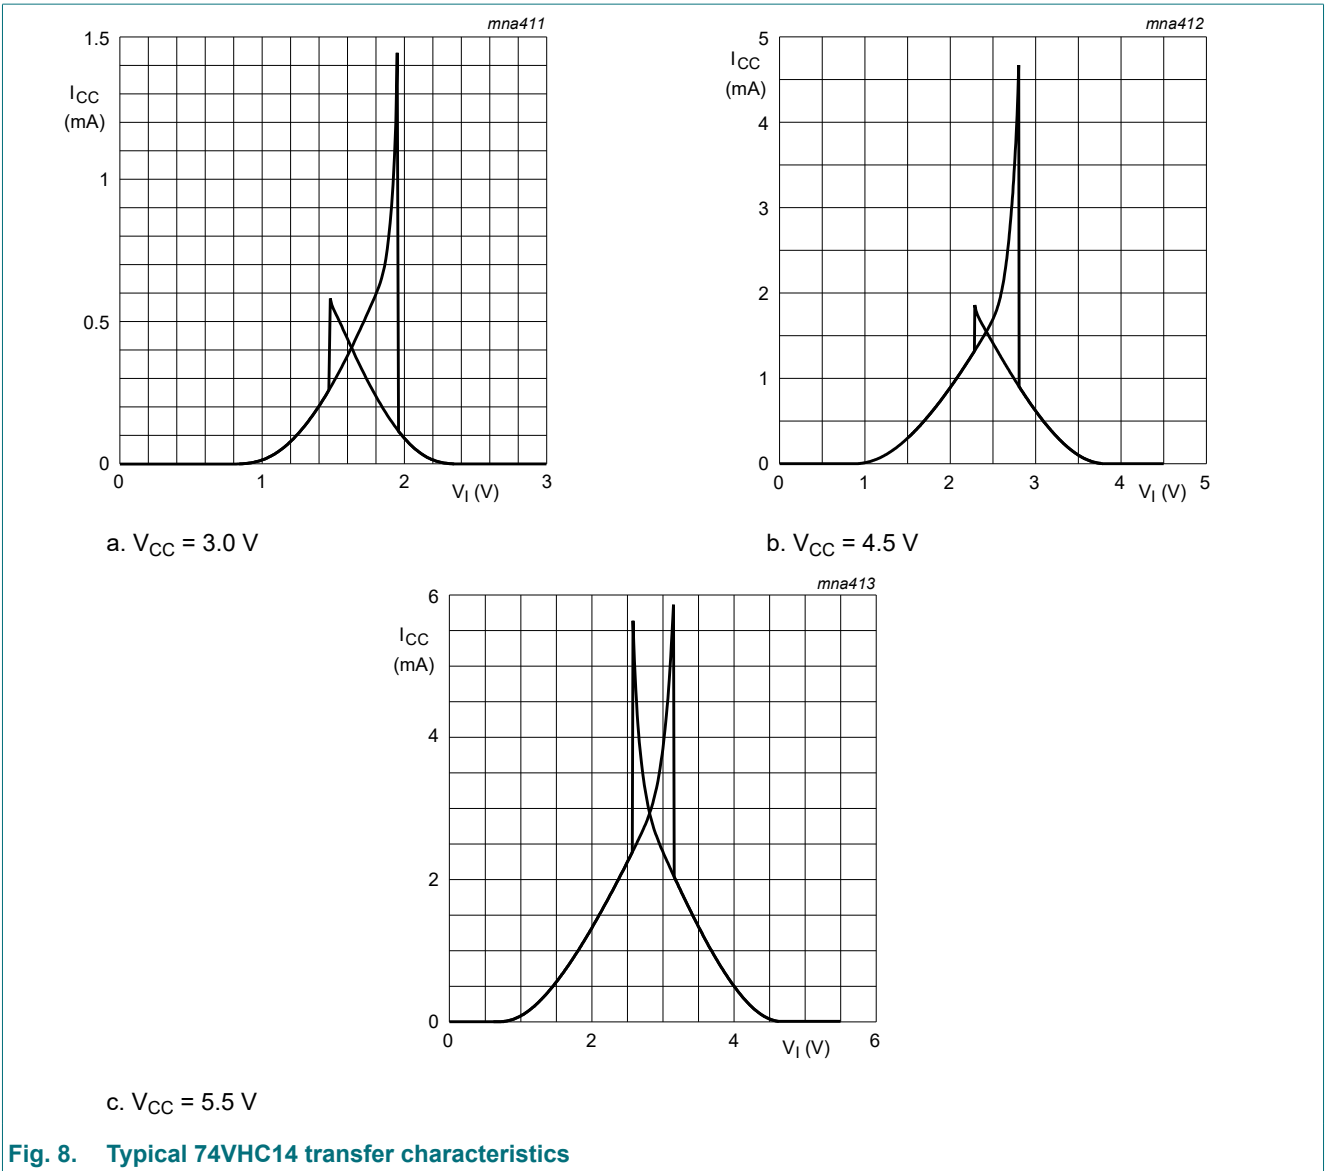 mna411
1.5
ICC
(mA)
1
0.5
0
0 1 2 3
VI (V)
a. VCC = 3.0 V
mna412
5
ICC
(mA)
4
3
2
1
0
0 1 2 3 4 5
VI (V)
b. VCC = 4.5 V
mna413
6
ICC
(mA)
4
2
0
0 2 4 6
VI (V)
c. VCC = 5.5 V
Fig. 8. Typical 74VHC14 transfer characteristics